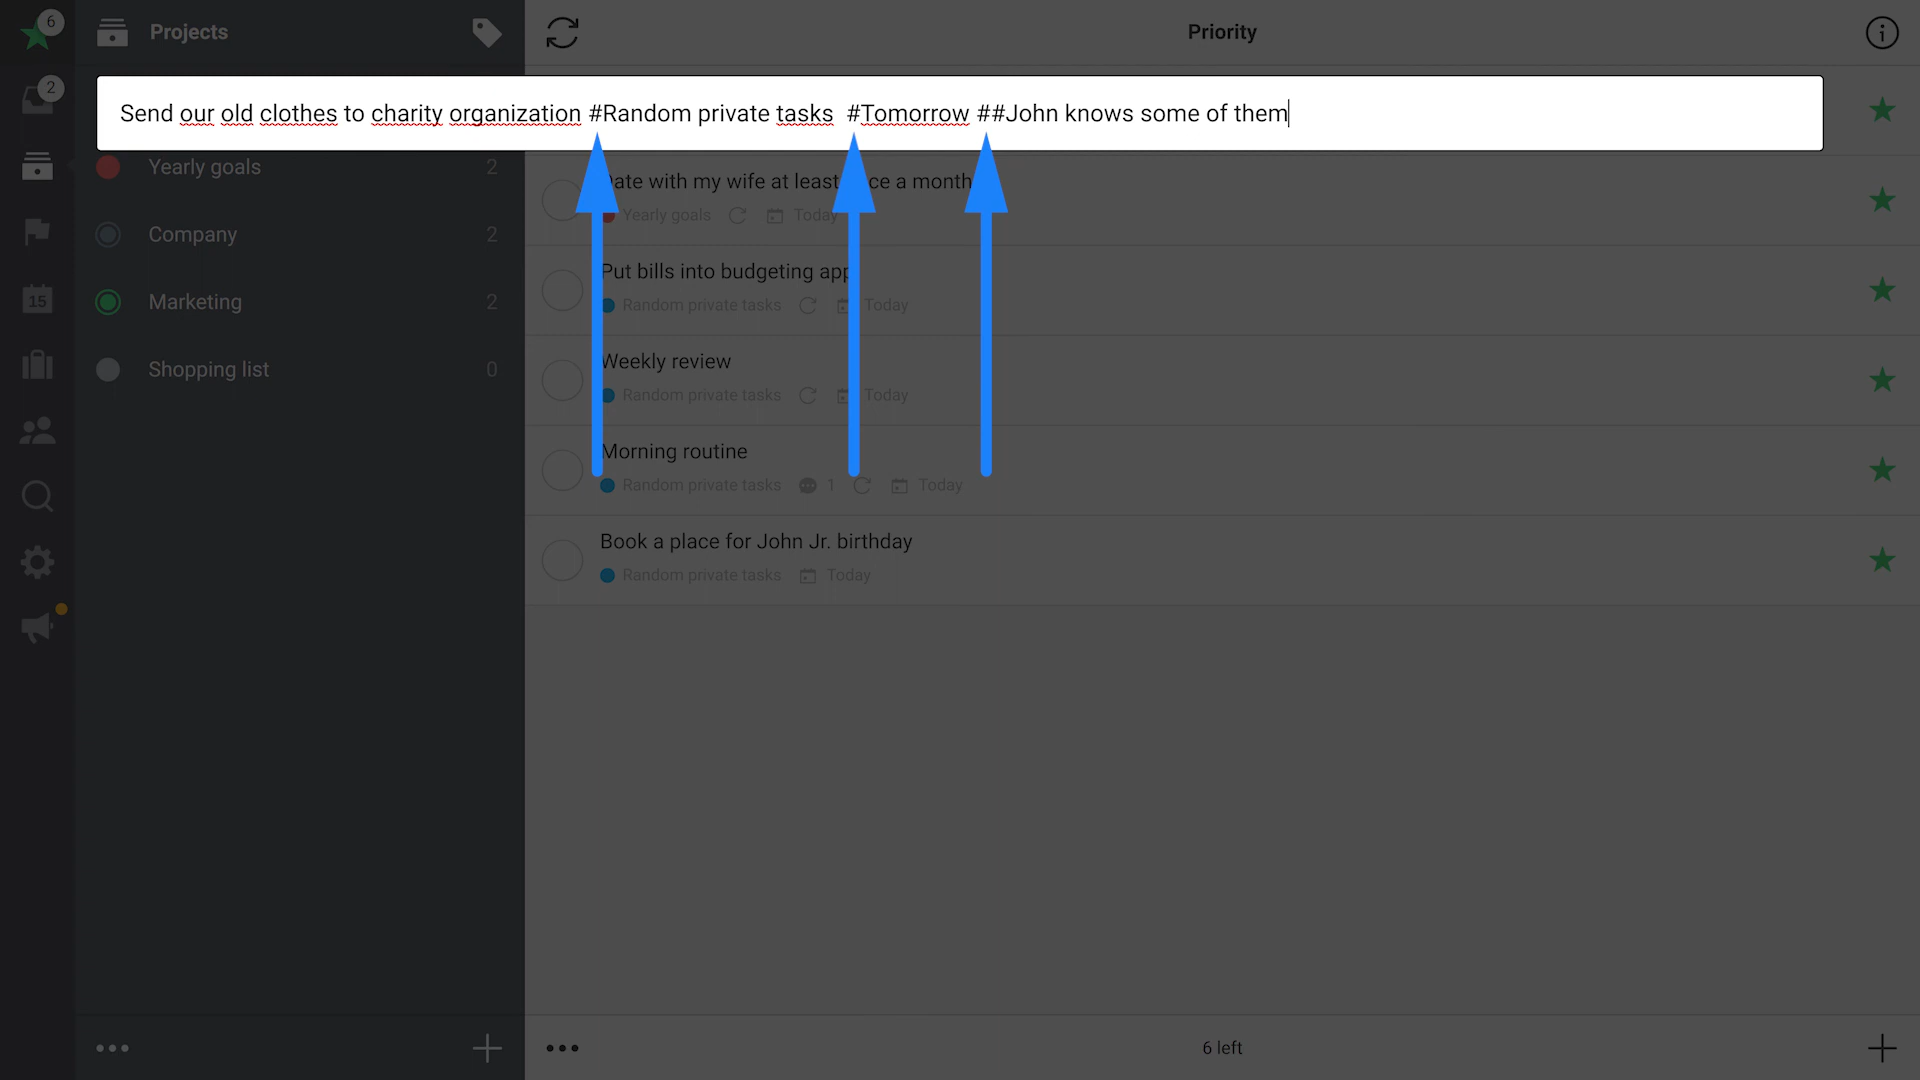 6
Projects
Priority
2
Send our old clothes to charity organization #Random private tasks  #Tomorrow ##John knows some of them
Yearly goals 2
Company 2
Marketing 2
Shopping list 0
15
with my wife at least a month
Yearly goals Today
Put bills into budgeting app
Random private tasks Today
Weekly review
Random private tasks Today
Morning routine
Random private tasks 1 Today
Book a place for John Jr. birthday
Random private tasks Today
6 left